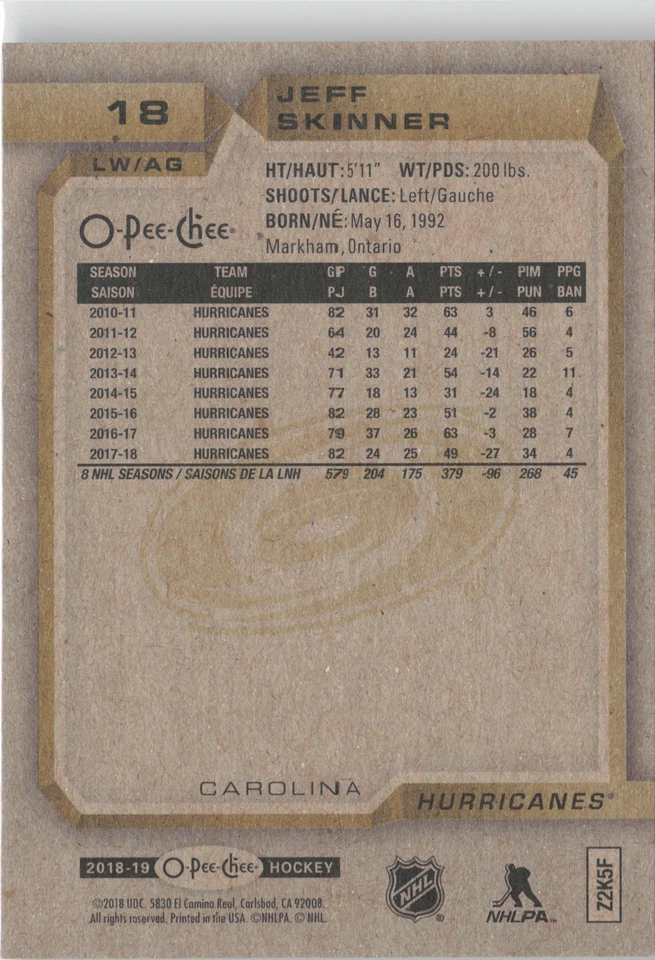 18
JEFF
SKINNER
LW/AG
HT/HAUT: 5'11" WT/PDS: 200 lbs.
SHOOTS/LANCE: Left/Gauche
BORN/NÉ: May 16, 1992
Markham, Ontario
O-Pee-Chee®
SEASON TEAM GP G A PTS +/- PIM PPG
SAISON ÉQUIPE PJ B A PTS +/- PUN BAN
2010-11 HURRICANES 82 31 32 63 3 46 6
2011-12 HURRICANES 64 20 24 44 -8 56 4
2012-13 HURRICANES 42 13 11 24 -21 26 5
2013-14 HURRICANES 71 33 21 54 -14 22 11
2014-15 HURRICANES 77 18 13 31 -24 18 4
2015-16 HURRICANES 82 28 23 51 -2 38 4
2016-17 HURRICANES 79 37 26 63 -3 28 7
2017-18 HURRICANES 82 24 25 49 -27 34 4
8 NHL SEASONS / SAISONS DE LA LNH 579 204 175 379 -96 268 45
CAROLINA
HURRICANES®
2018-19 O-Pee-Chee® HOCKEY
©2018 UDC. 5830 El Camino Real, Carlsbad, CA 92008.
All rights reserved. Printed in the USA. ©NHLPA. © NHL.
NHL®
NHLPA™
Z2K5F